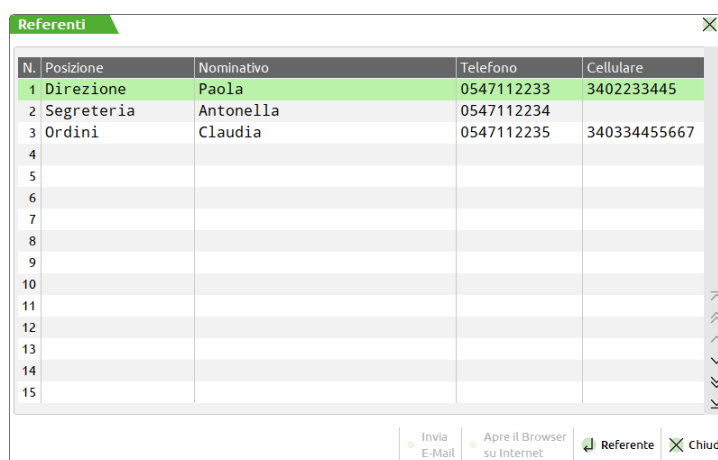 Referenti
N. Posizione Nominativo Telefono Cellulare
1 Direzione Paola 0547112233 3402233445
2 Segreteria Antonella 0547112234
3 Ordini Claudia 0547112235 340334455667
4
5
6
7
8
9
10
11
12
13
14
15
Invia E-Mail
Apre il Browser su Internet
Referente
Chiud